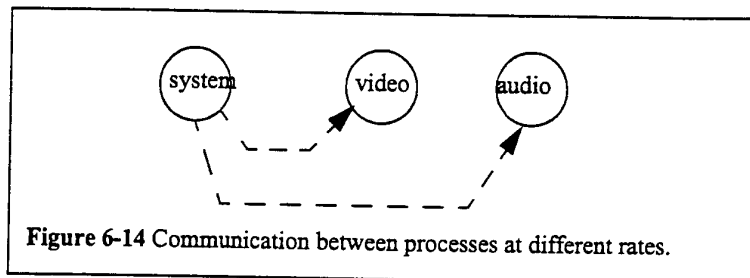 system video audio
Figure 6-14 Communication between processes at different rates.